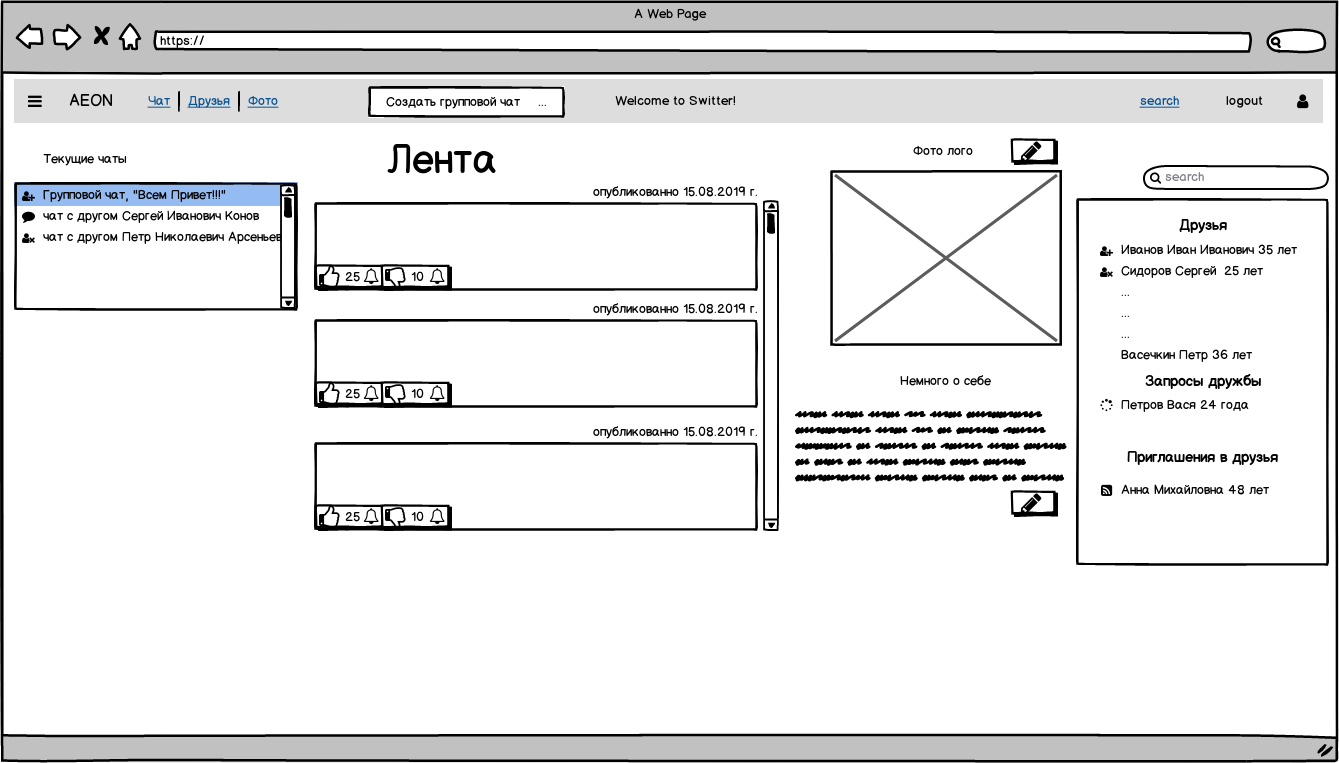 A Web Page
https://
AEON Чат Друзья Фото Создать групповой чат ... Welcome to Switter! search logout
Текущие чаты
Групповой чат, "Всем Привет!!!"
чат с другом Сергей Иванович Конов
чат с другом Петр Николаевич Арсеньев
Лента
опубликованно 15.08.2019 г.
25 10
опубликованно 15.08.2019 г.
25 10
опубликованно 15.08.2019 г.
25 10
Фото лого
Немного о себе
search
Друзья
Иванов Иван Иванович 35 лет
Сидоров Сергей 25 лет
...
...
...
Васечкин Петр 36 лет
Запросы дружбы
Петров Вася 24 года
Приглашения в друзья
Анна Михайловна 48 лет